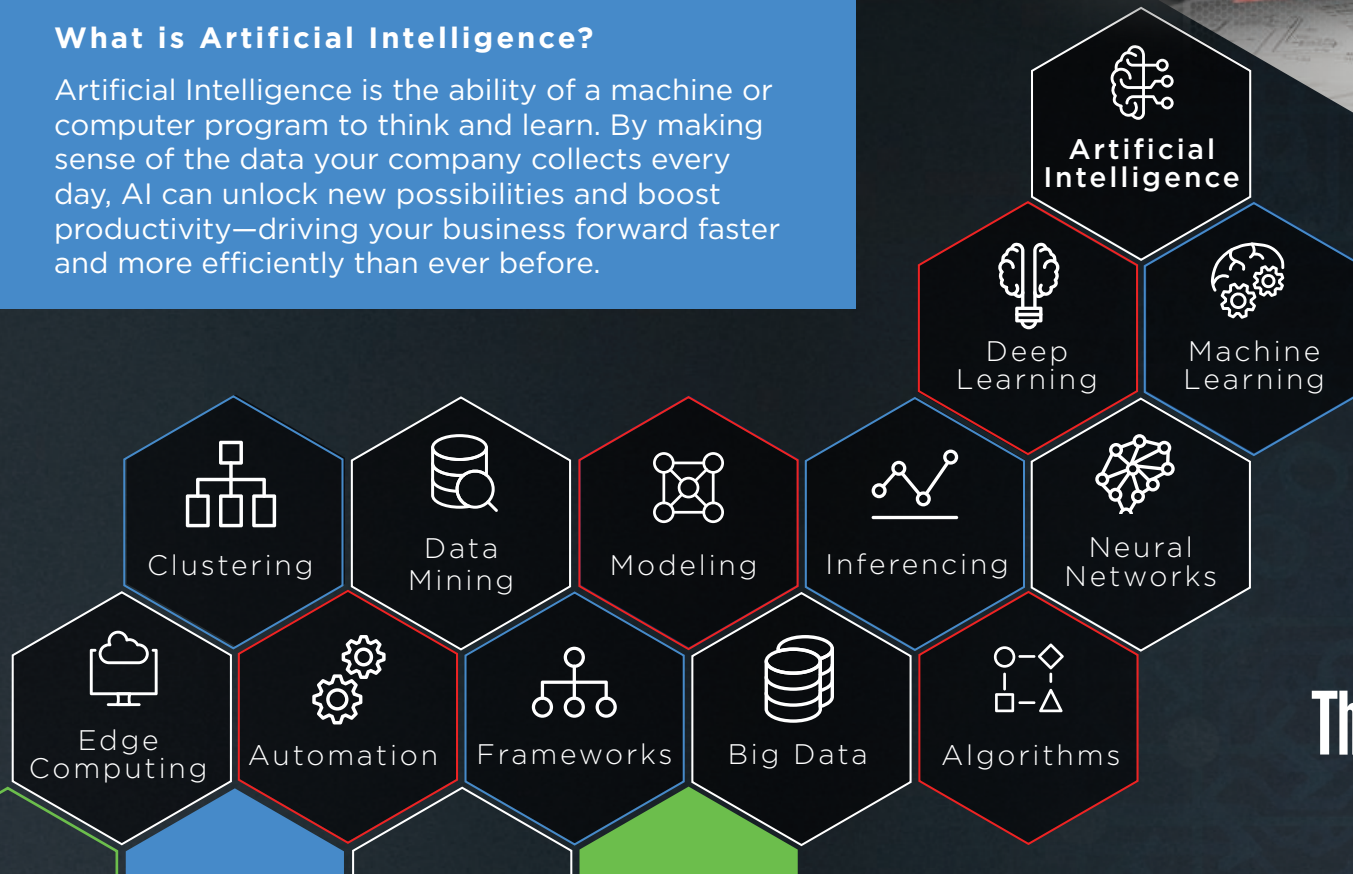 What is Artificial Intelligence?
Artificial Intelligence is the ability of a machine or
computer program to think and learn. By making
sense of the data your company collects every
day, AI can unlock new possibilities and boost
productivity—driving your business forward faster
and more efficiently than ever before.
Artificial
Intelligence
Deep
Learning
Machine
Learning
Clustering
Data
Mining
Modeling
Inferencing
Neural
Networks
Edge
Computing
Automation
Frameworks
Big Data
Algorithms